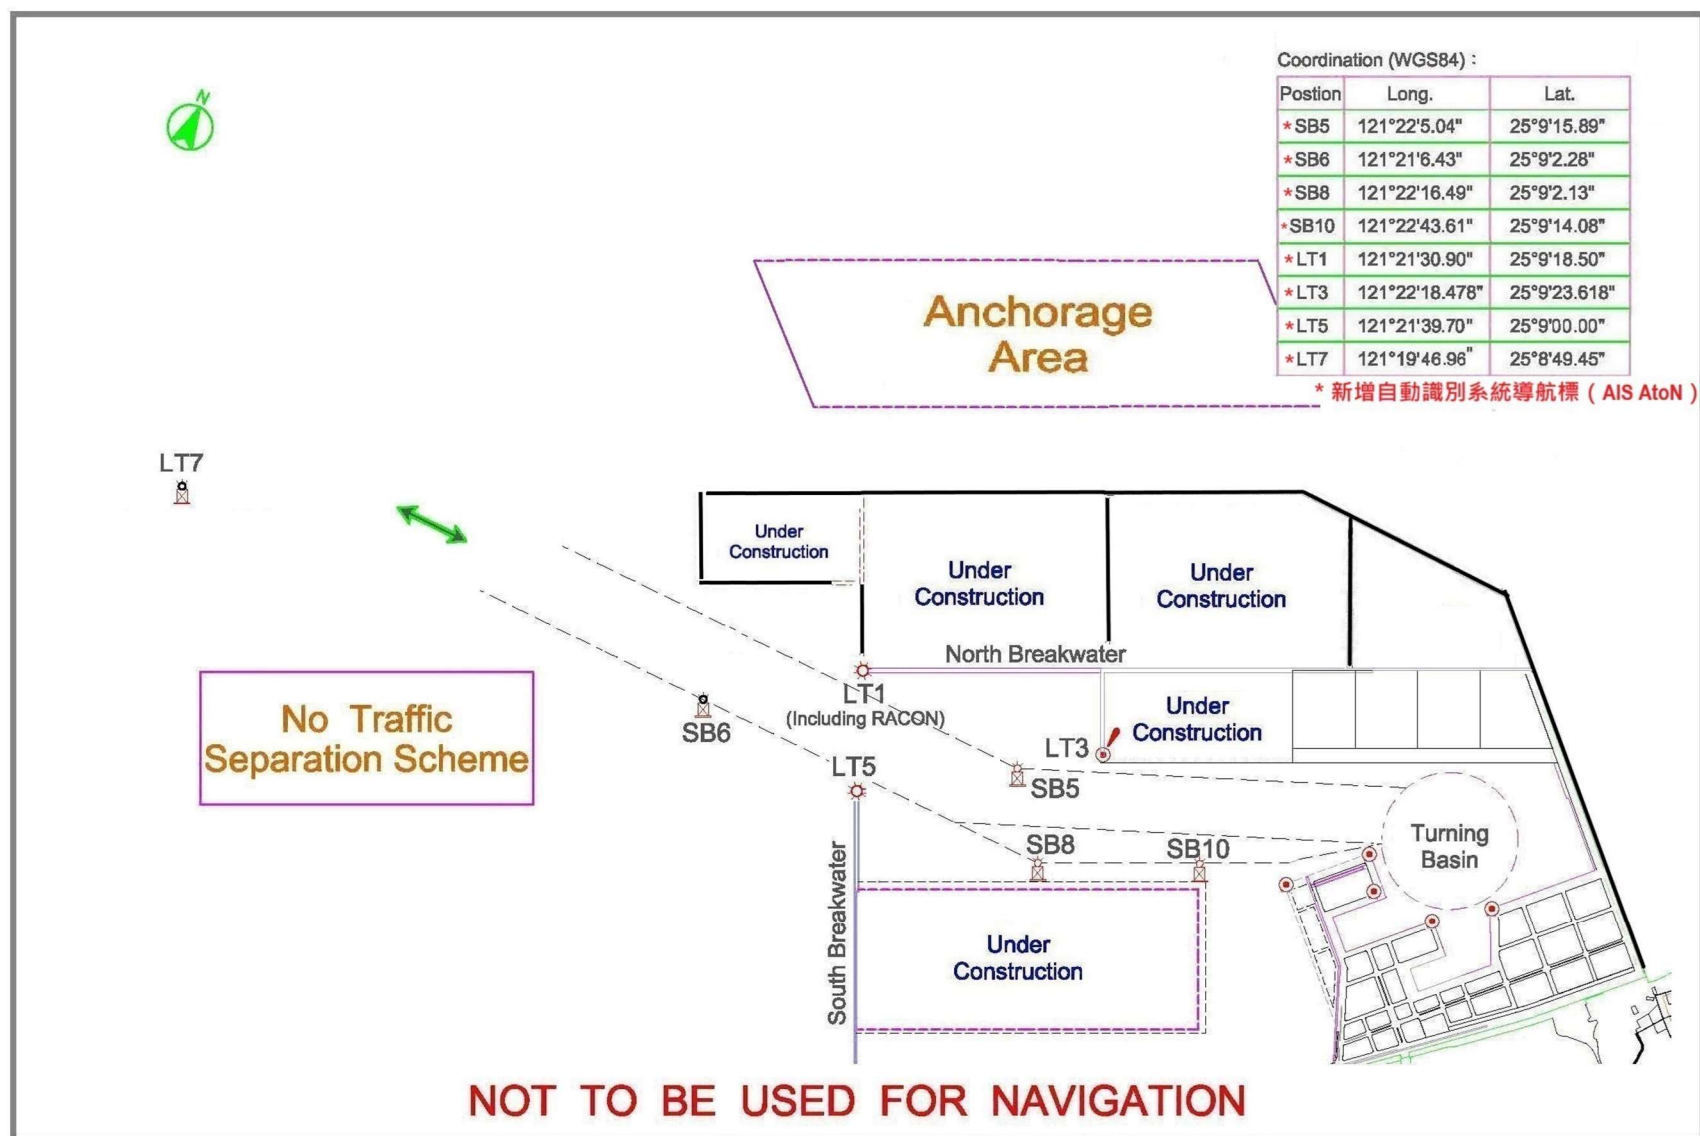 N
Coordination (WGS84) :
Postion Long. Lat.
*SB5 121°22'5.04" 25°9'15.89"
*SB6 121°21'6.43" 25°9'2.28"
*SB8 121°22'16.49" 25°9'2.13"
*SB10 121°22'43.61" 25°9'14.08"
*LT1 121°21'30.90" 25°9'18.50"
*LT3 121°22'18.478" 25°9'23.618"
*LT5 121°21'39.70" 25°9'00.00"
*LT7 121°19'46.96" 25°8'49.45"
* 新增自動識別系統導航標 ( AIS AtoN )
Anchorage
Area
LT7
Under
Construction
Under
Construction
Under
Construction
North Breakwater
LT1
(Including RACON)
Under
Construction
No Traffic
Separation Scheme
SB6
LT3
LT5
SB5
Turning
Basin
SB8
SB10
South Breakwater
Under
Construction
NOT TO BE USED FOR NAVIGATION